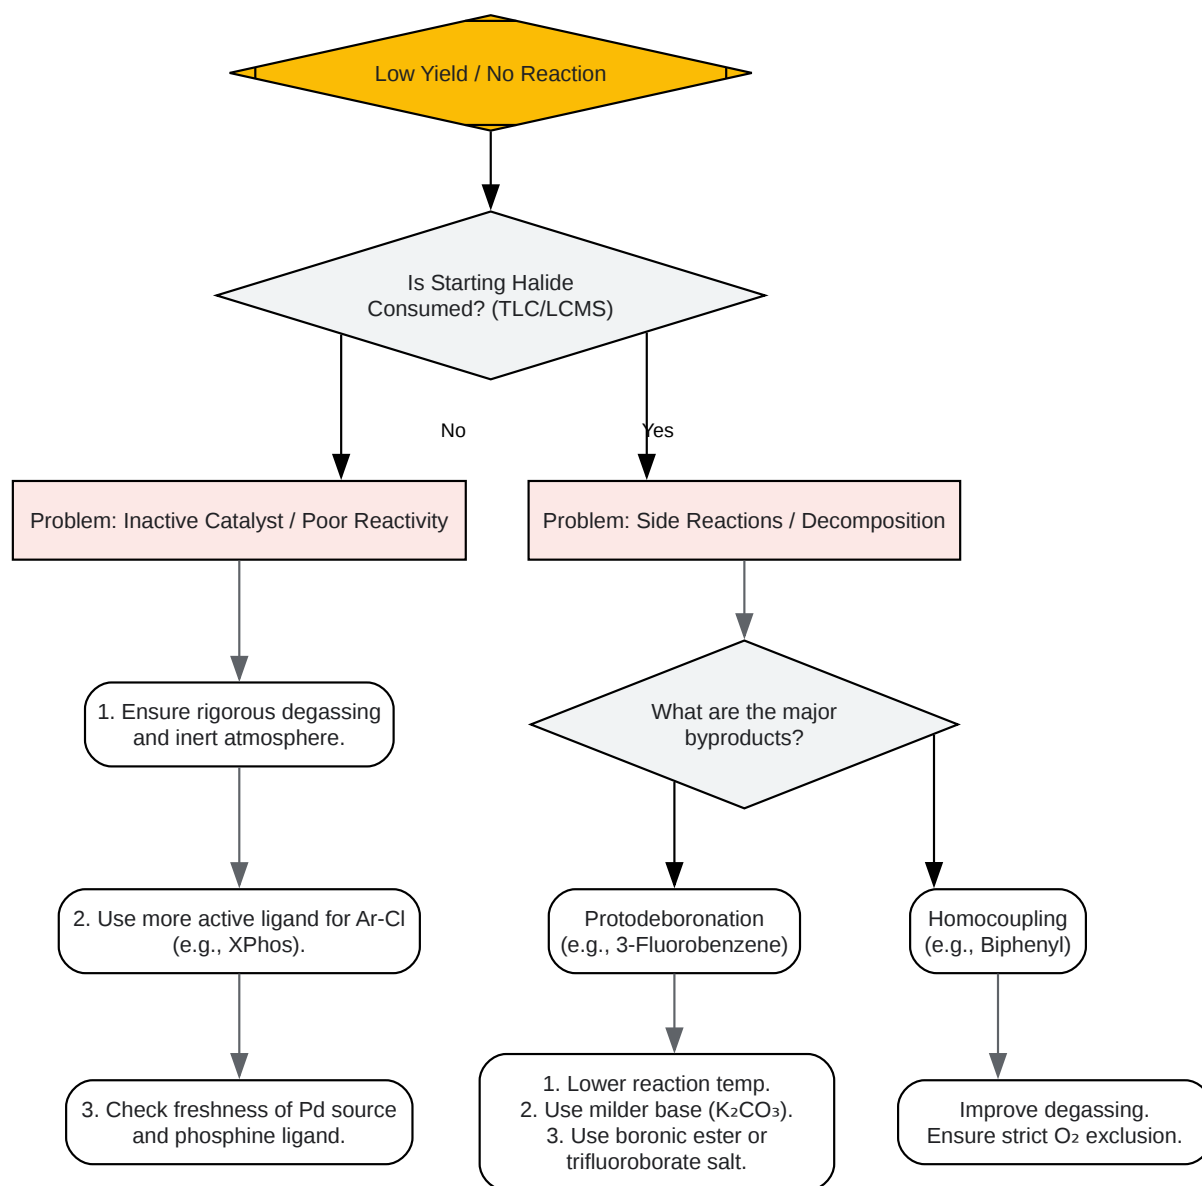 Low Yield / No Reaction
Is Starting Halide
Consumed? (TLC/LCMS)
No
Yes
Problem: Inactive Catalyst / Poor Reactivity
Problem: Side Reactions / Decomposition
1. Ensure rigorous degassing
and inert atmosphere.
What are the major
byproducts?
2. Use more active ligand for Ar-Cl
(e.g., XPhos).
Protodeboronation
(e.g., 3-Fluorobenzene)
Homocoupling
(e.g., Biphenyl)
3. Check freshness of Pd source
and phosphine ligand.
1. Lower reaction temp.
2. Use milder base (K₂CO₃).
3. Use boronic ester or
trifluoroborate salt.
Improve degassing.
Ensure strict O₂ exclusion.